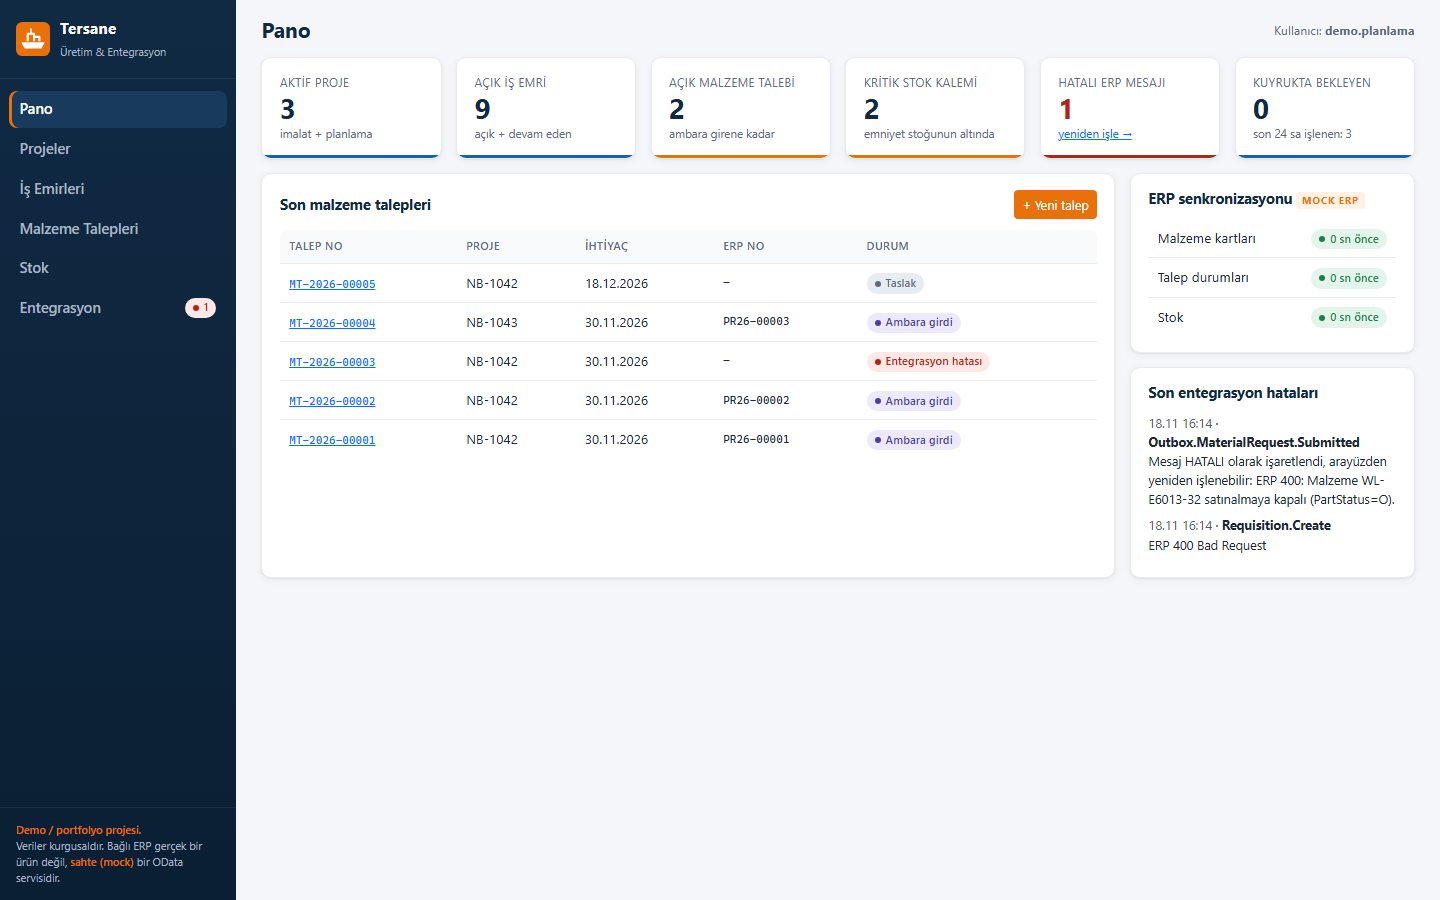 Tersane
Üretim & Entegrasyon
Pano
Projeler
İş Emirleri
Malzeme Talepleri
Stok
Entegrasyon 1
Demo / portfolyo projesi.
Veriler kurgusaldır. Bağlı ERP gerçek bir
ürün değil, sahte (mock) bir OData
servisidir.
Pano
Kullanıcı: demo.planlama
AKTİF PROJE
3
imalat + planlama
AÇIK İŞ EMRİ
9
açık + devam eden
AÇIK MALZEME TALEBİ
2
ambara girene kadar
KRİTİK STOK KALEMİ
2
emniyet stoğunun altında
HATALI ERP MESAJI
1
yeniden işle →
KUYRUKTA BEKLEYEN
0
son 24 sa işlenen: 3
Son malzeme talepleri
+ Yeni talep
TALEP NO PROJE İHTİYAÇ ERP NO DURUM
MT-2026-00005 NB-1042 18.12.2026 – Taslak
MT-2026-00004 NB-1043 30.11.2026 PR26-00003 Ambara girdi
MT-2026-00003 NB-1042 30.11.2026 – Entegrasyon hatası
MT-2026-00002 NB-1042 30.11.2026 PR26-00002 Ambara girdi
MT-2026-00001 NB-1042 30.11.2026 PR26-00001 Ambara girdi
ERP senkronizasyonu MOCK ERP
Malzeme kartları 0 sn önce
Talep durumları 0 sn önce
Stok 0 sn önce
Son entegrasyon hataları
18.11 16:14 ·
Outbox.MaterialRequest.Submitted
Mesaj HATALI olarak işaretlendi, arayüzden
yeniden işlenebilir: ERP 400: Malzeme WL-
E6013-32 satınalmaya kapalı (PartStatus=O).
18.11 16:14 · Requisition.Create
ERP 400 Bad Request